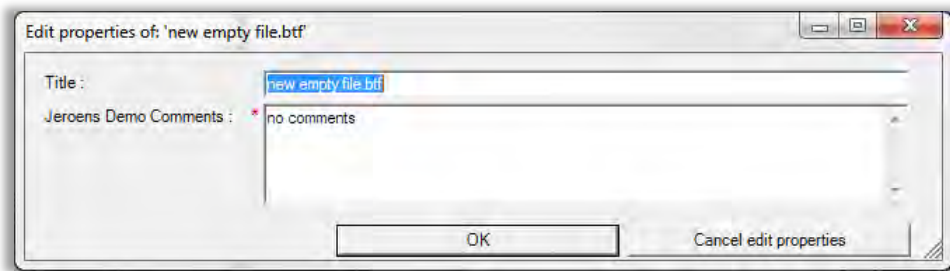 Edit properties of: 'new empty file.btf'
Title :
new empty file.btf
Jeroens Demo Comments : *
no comments
OK
Cancel edit properties